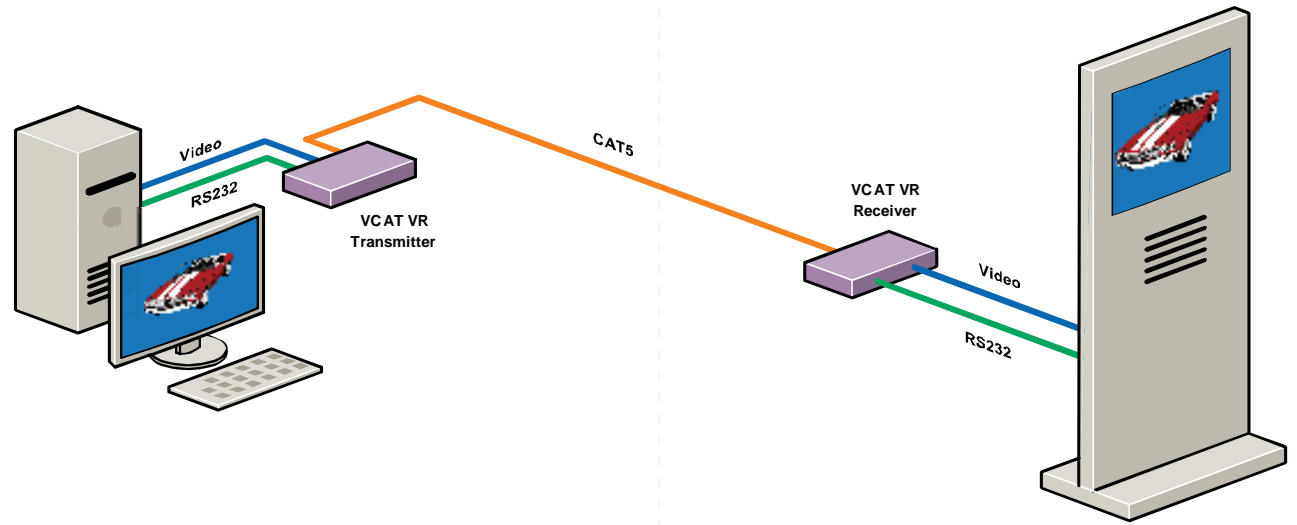 Video
RS232
VCAT VR
Transmitter
CAT5
VCAT VR
Receiver
Video
RS232